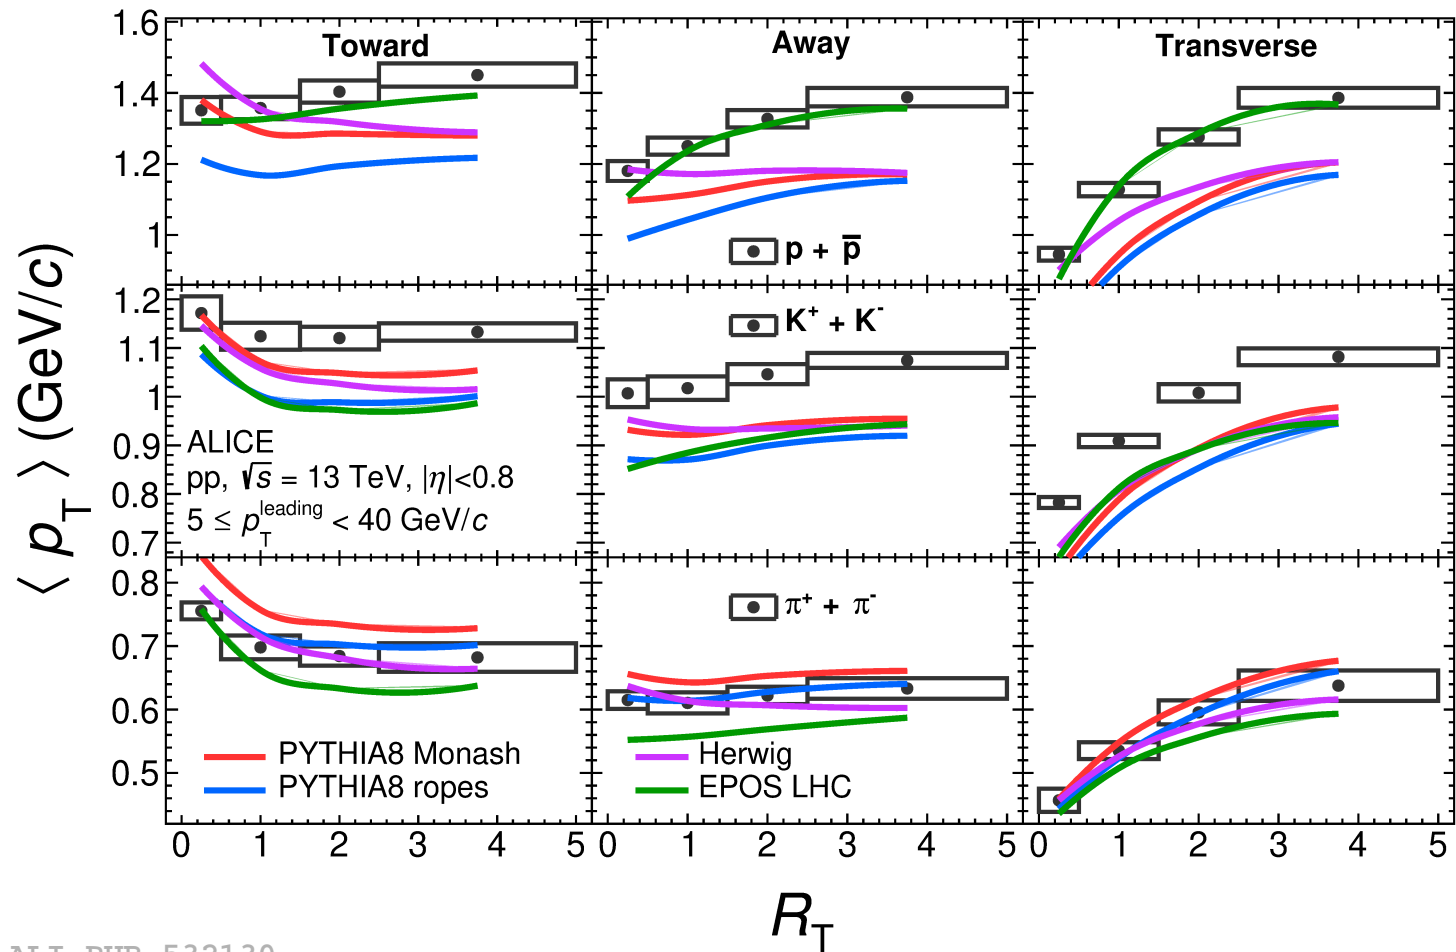 Toward Away Transverse
1.6
1.4
1.2
1
p + p̅
1.2
1.1
1
0.9
0.8
0.7
K⁺ + K⁻
ALICE
pp, √s = 13 TeV, |η|<0.8
5 ≤ p_T^leading < 40 GeV/c
0.8
0.7
0.6
0.5
π⁺ + π⁻
PYTHIA8 Monash
PYTHIA8 ropes
Herwig
EPOS LHC
0 1 2 3 4 5 0 1 2 3 4 5 0 1 2 3 4 5
⟨ p_T ⟩ (GeV/c)
R_T